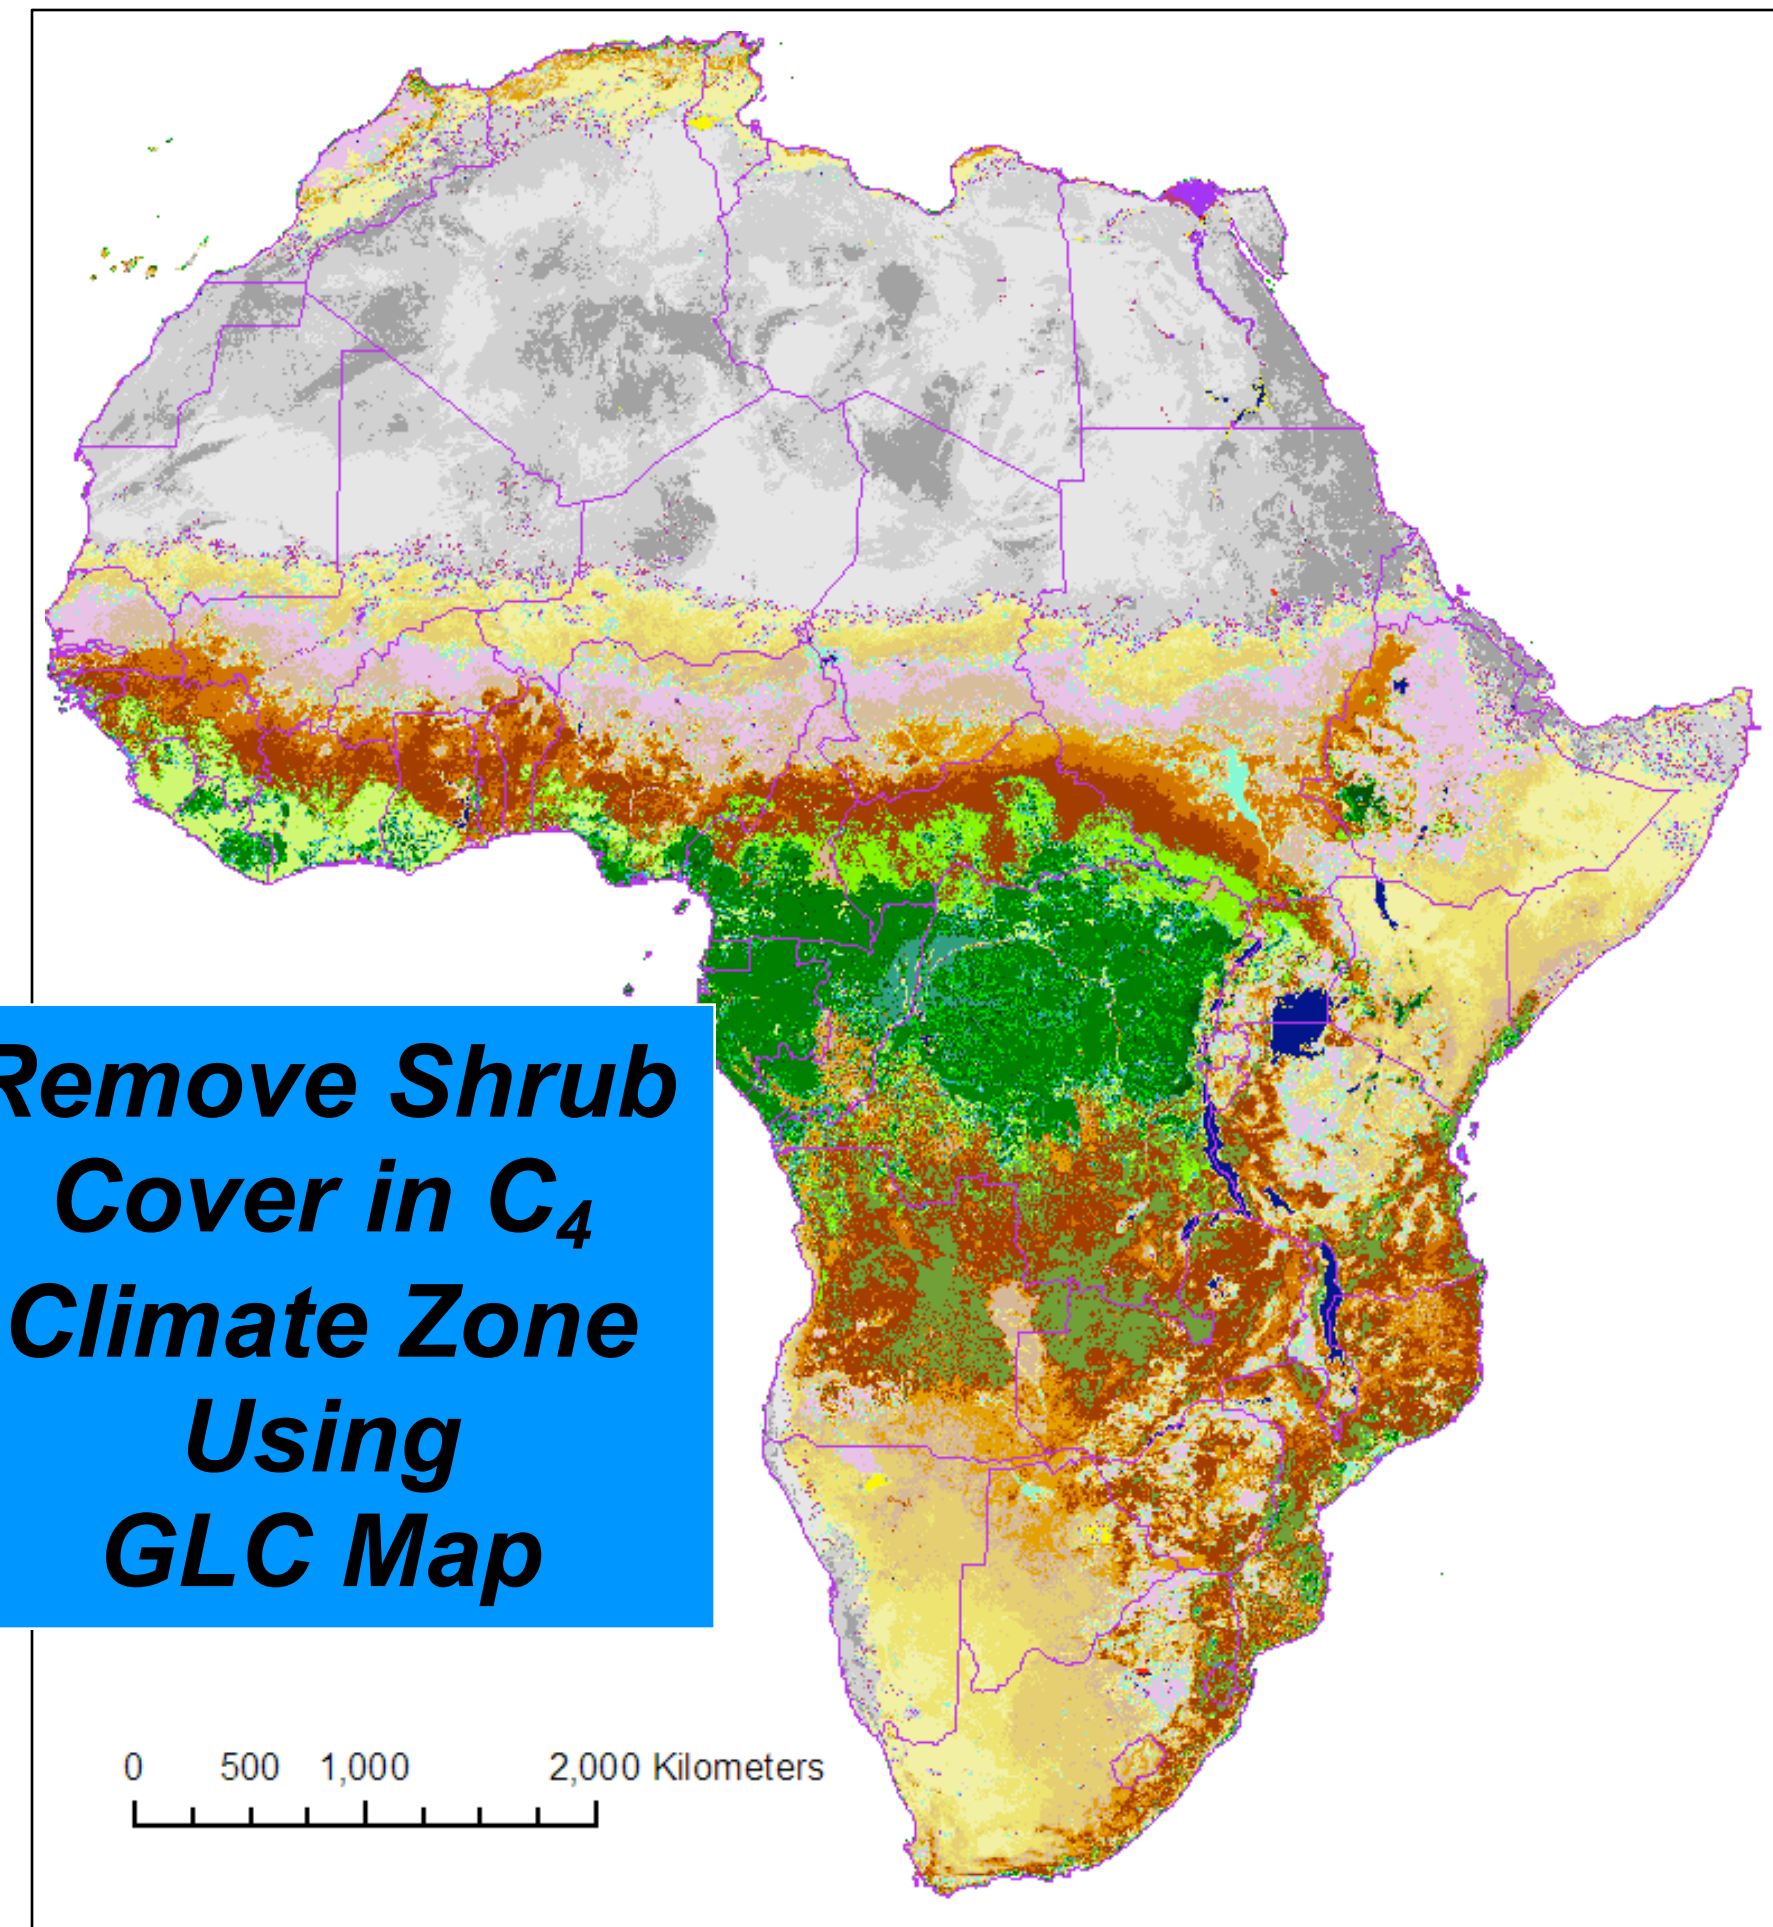 Remove Shrub
Cover in C₄
Climate Zone
Using
GLC Map
0 500 1,000 2,000 Kilometers